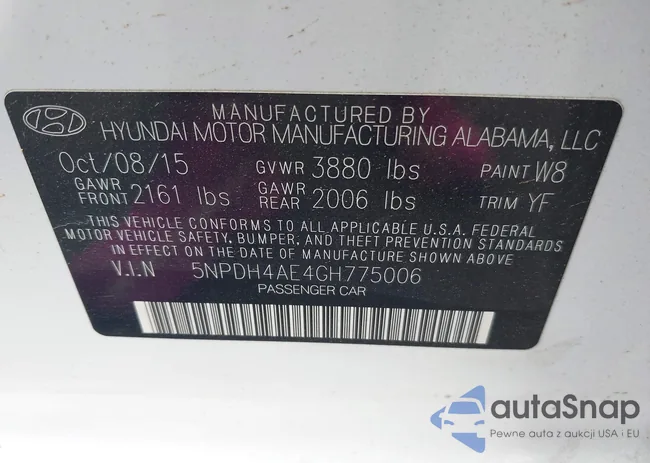 MANUFACTURED BY
HYUNDAI MOTOR MANUFACTURING ALABAMA, LLC
Oct/08/15 GVWR 3880 lbs PAINT W8
GAWR FRONT 2161 lbs GAWR REAR 2006 lbs TRIM YF
THIS VEHICLE CONFORMS TO ALL APPLICABLE U.S.A. FEDERAL
MOTOR VEHICLE SAFETY, BUMPER, AND THEFT PREVENTION STANDARDS
IN EFFECT ON THE DATE OF MANUFACTURE SHOWN ABOVE.
V.I.N 5NPDH4AE4GH775006
PASSENGER CAR
autoSnap
Pewne auta z aukcji USA i EU